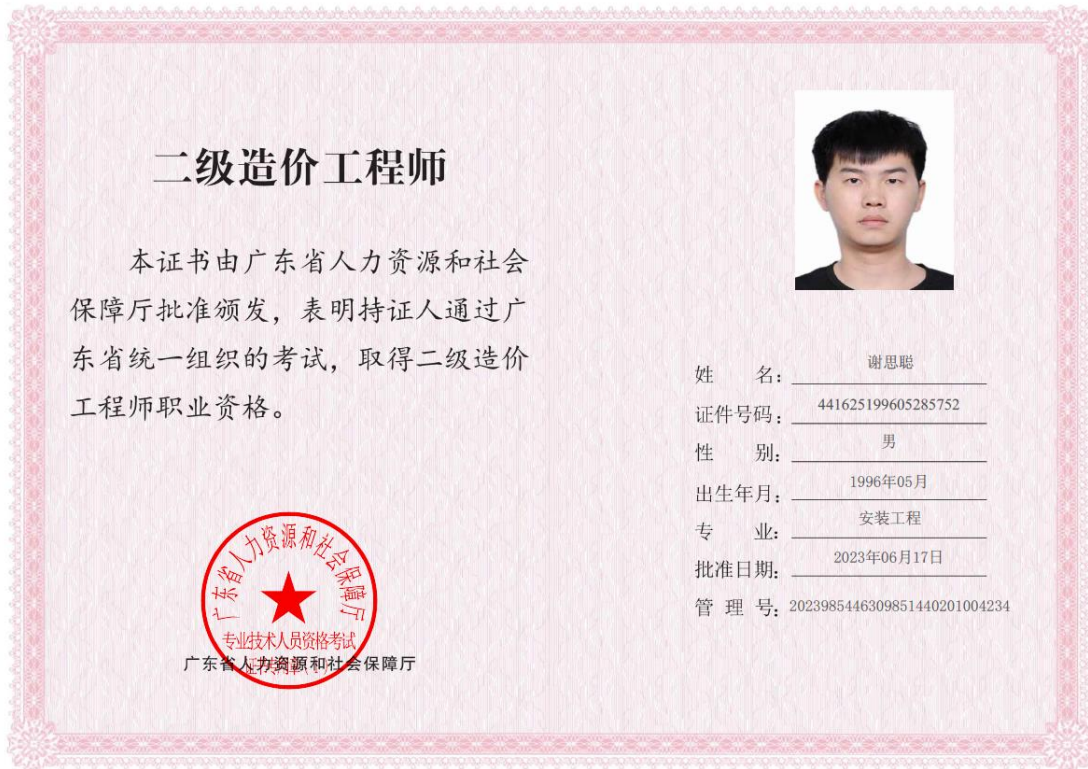 二级造价工程师
本证书由广东省人力资源和社会
保障厅批准颁发，表明持证人通过广
东省统一组织的考试，取得二级造价
工程师职业资格。
姓 名：谢思聪
证件号码：441625199605285752
性 别：男
出生年月：1996年05月
专 业：安装工程
批准日期：2023年06月17日
管 理 号：2023985446309851440201004234
广东省人力资源和社会保障厅
专业技术人员资格考试
广东省人力资源和社会保障厅